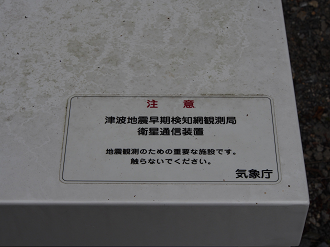 注意
津波地震早期検知網観測局
衛星通信装置
地震観測のための重要な施設です。
触らないでください。
気象庁